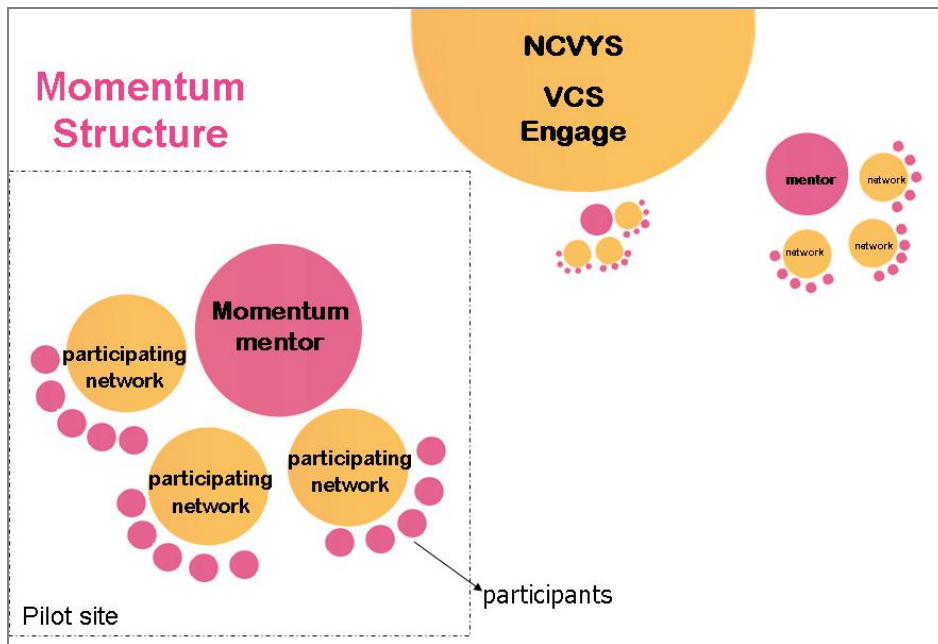 Momentum
Structure
NCVYS
VCS
Engage
mentor
network
network
network
Momentum
mentor
participating
network
participating
network
participating
network
participants
Pilot site